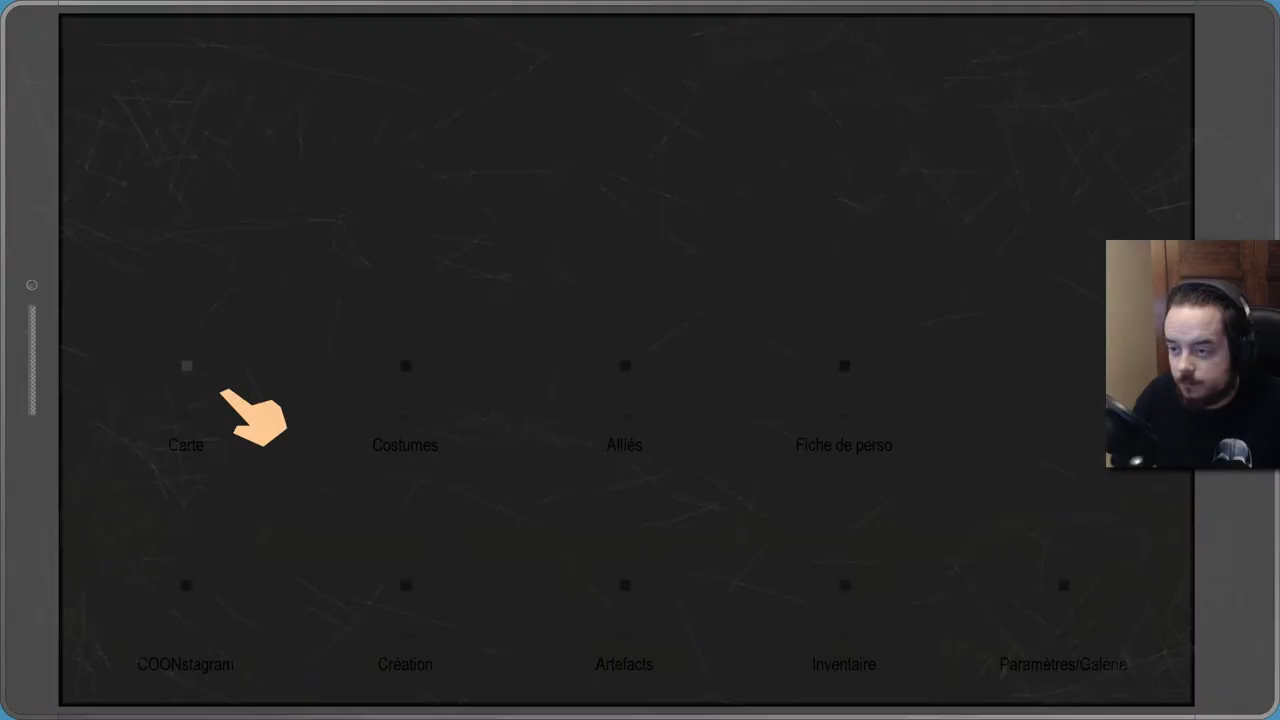 Carte
Costumes
Alliés
Fiche de perso
COONstagram
Création
Artefacts
Inventaire
Paramètres/Galerie